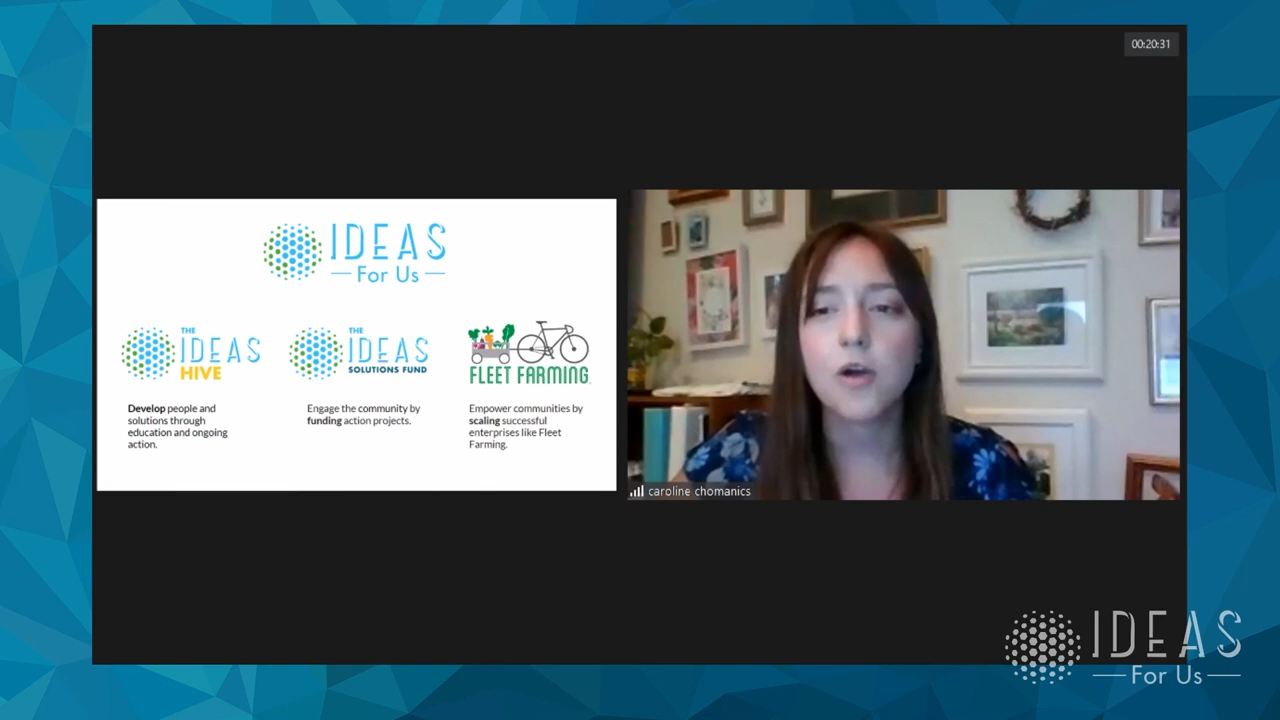 00:20:31
IDEAS
For Us
THE
IDEAS
HIVE
Develop people and
solutions through
education and ongoing
action.
THE
IDEAS
SOLUTIONS FUND
Engage the community by
funding action projects.
FLEET FARMING
Empower communities by
scaling successful
enterprises like Fleet
Farming.
caroline chomanics
IDEAS
For Us